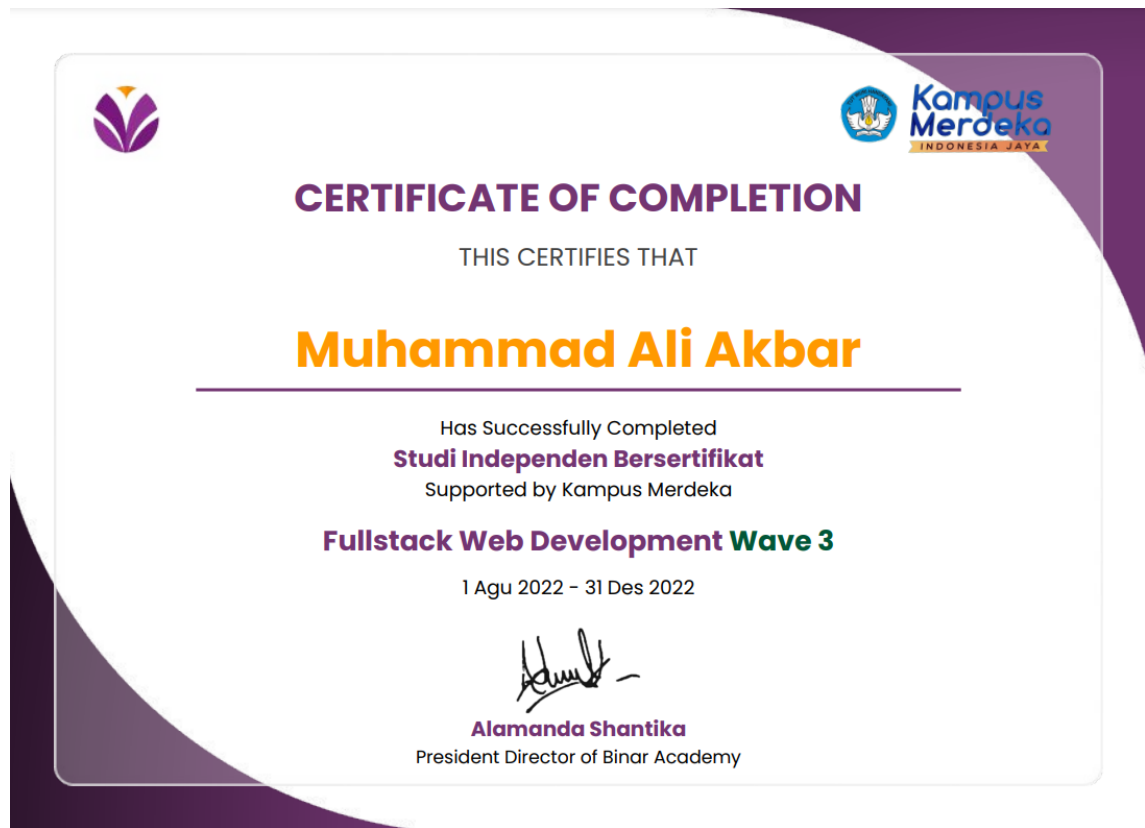 Kampus
Merdeka
INDONESIA JAYA
CERTIFICATE OF COMPLETION
THIS CERTIFIES THAT
Muhammad Ali Akbar
Has Successfully Completed
Studi Independen Bersertifikat
Supported by Kampus Merdeka
Fullstack Web Development Wave 3
1 Agu 2022 - 31 Des 2022
Alamanda Shantika
President Director of Binar Academy